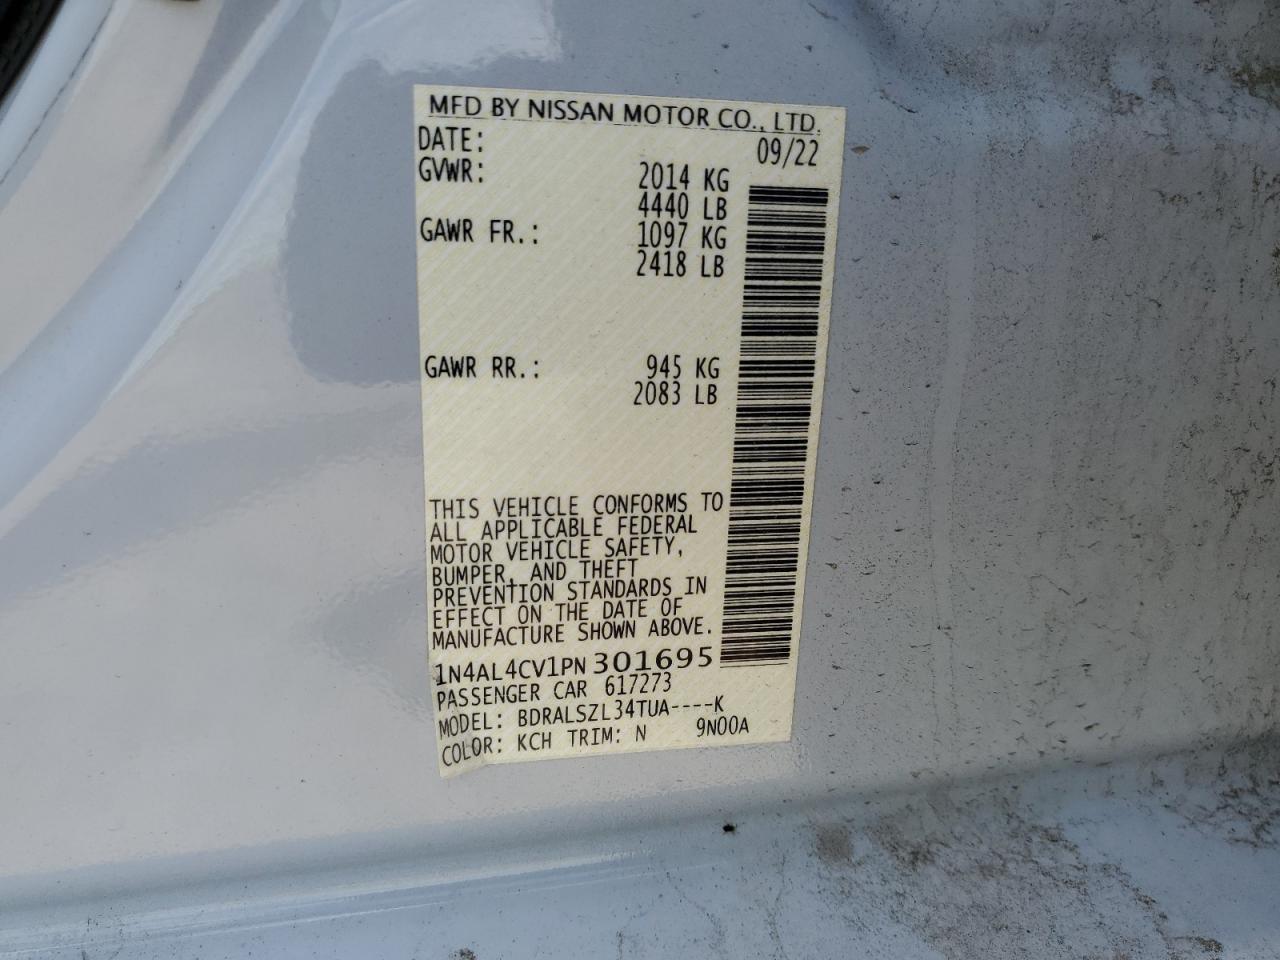 MFD BY NISSAN MOTOR CO., LTD.
DATE: 09/22
GVWR: 2014 KG
4440 LB
GAWR FR.: 1097 KG
2418 LB
GAWR RR.: 945 KG
2083 LB
THIS VEHICLE CONFORMS TO
ALL APPLICABLE FEDERAL
MOTOR VEHICLE SAFETY,
BUMPER, AND THEFT
PREVENTION STANDARDS IN
EFFECT ON THE DATE OF
MANUFACTURE SHOWN ABOVE.
1N4AL4CV1PN301695
PASSENGER CAR 617273
MODEL: BDRALSZL34TUA----K
COLOR: KCH TRIM: N 9N00A